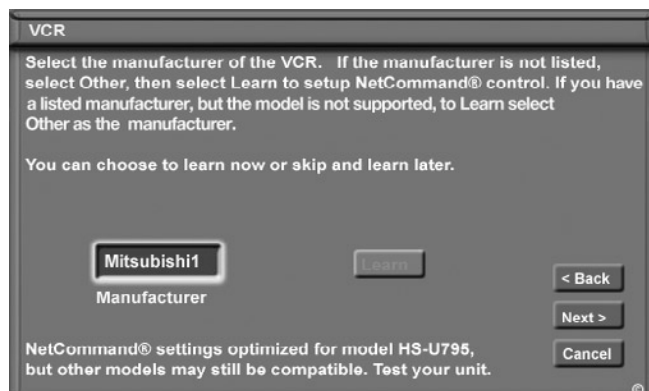 VCR
Select the manufacturer of the VCR. If the manufacturer is not listed,
select Other, then select Learn to setup NetCommand® control. If you have
a listed manufacturer, but the model is not supported, to Learn select
Other as the manufacturer.
You can choose to learn now or skip and learn later.
Mitsubishi1
Learn
Manufacturer
< Back
Next >
NetCommand® settings optimized for model HS-U795,
Cancel
but other models may still be compatible. Test your unit.
©